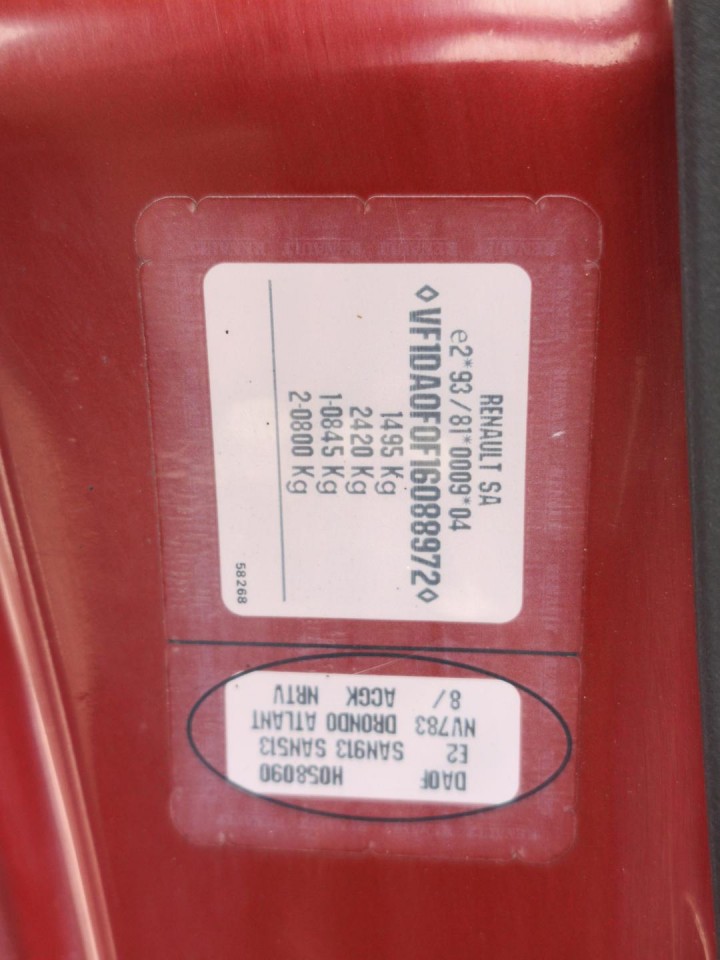 RENAULT SA
e2*93/81*0009*04
◇VF1DA0F0F16088972◇
1495 Kg
2420 Kg
1-0845 Kg
2-0800 Kg
58268
DA0F H058090
E2 SAN913 SAN513
NV783 DRONDO ATLANT
8/ ACGK NRTV